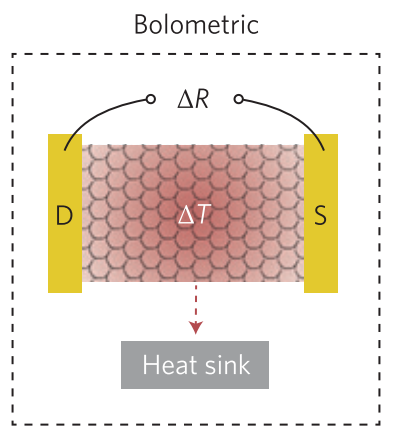 Bolometric
ΔR
D
ΔT
S
Heat sink